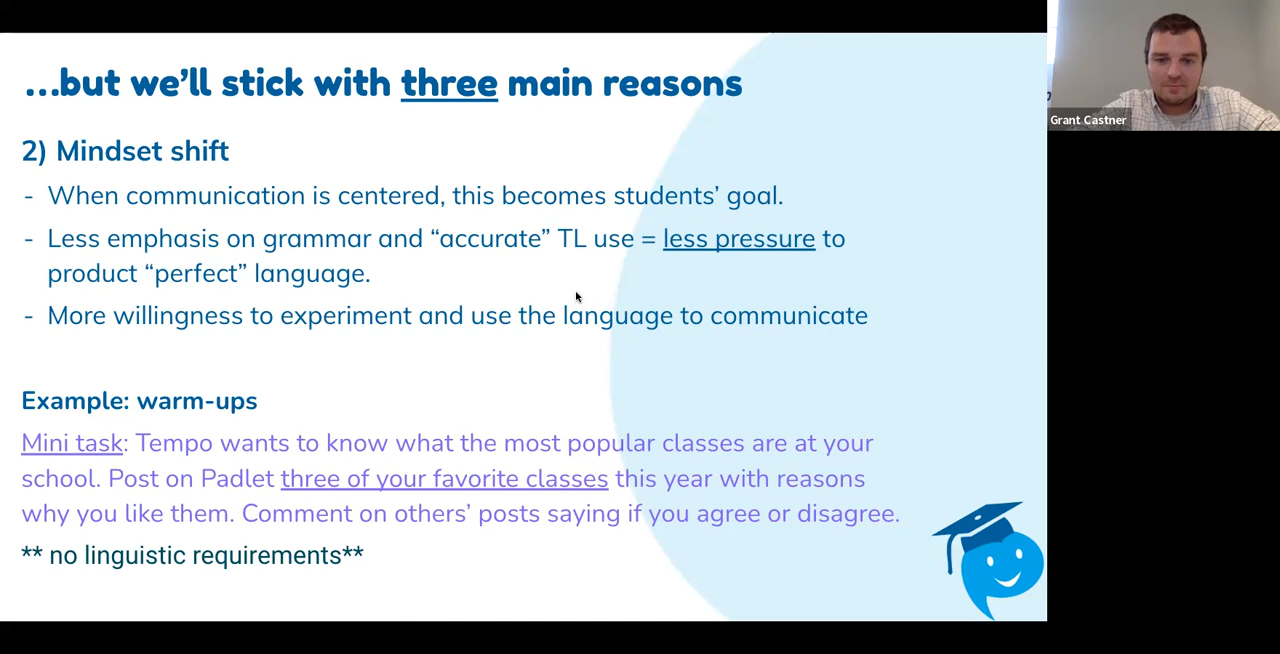 ...but we'll stick with three main reasons
2) Mindset shift
- When communication is centered, this becomes students' goal.
- Less emphasis on grammar and “accurate” TL use = less pressure to
product “perfect” language.
- More willingness to experiment and use the language to communicate
Example: warm-ups
Mini task: Tempo wants to know what the most popular classes are at your
school. Post on Padlet three of your favorite classes this year with reasons
why you like them. Comment on others’ posts saying if you agree or disagree.
** no linguistic requirements**
Grant Castner